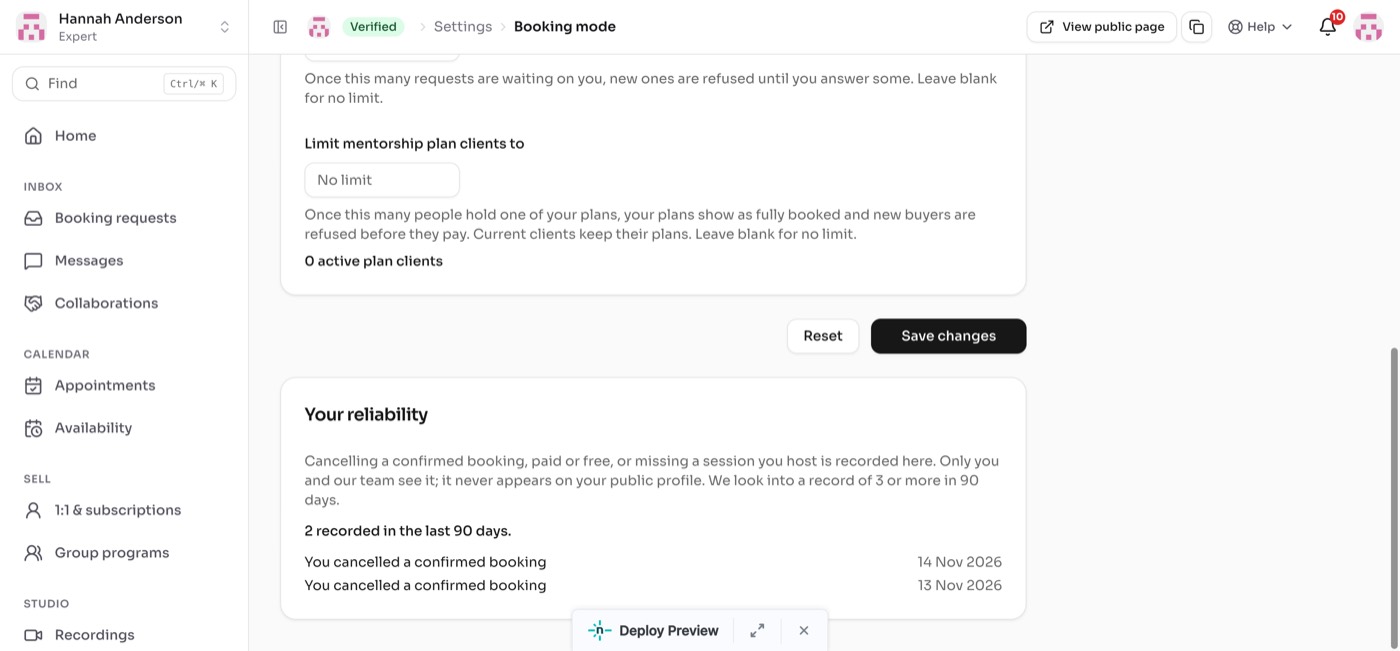 Hannah Anderson
Expert
Verified
Settings
Booking mode
View public page
Help
10
Find
Ctrl/⌘ K
Home
INBOX
Booking requests
Messages
Collaborations
CALENDAR
Appointments
Availability
SELL
1:1 & subscriptions
Group programs
STUDIO
Recordings
Once this many requests are waiting on you, new ones are refused until you answer some. Leave blank
for no limit.
Limit mentorship plan clients to
No limit
Once this many people hold one of your plans, your plans show as fully booked and new buyers are
refused before they pay. Current clients keep their plans. Leave blank for no limit.
0 active plan clients
Reset
Save changes
Your reliability
Cancelling a confirmed booking, paid or free, or missing a session you host is recorded here. Only you
and our team see it; it never appears on your public profile. We look into a record of 3 or more in 90
days.
2 recorded in the last 90 days.
You cancelled a confirmed booking 14 Nov 2026
You cancelled a confirmed booking 13 Nov 2026
Deploy Preview